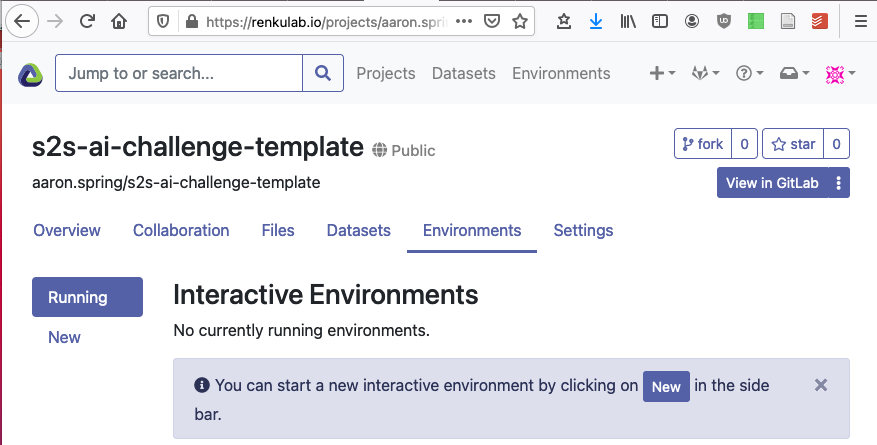 https://renkulab.io/projects/aaron.spri
Jump to or search...
Projects Datasets Environments
s2s-ai-challenge-template Public
fork 0 star 0
aaron.spring/s2s-ai-challenge-template
View in GitLab
Overview Collaboration Files Datasets Environments Settings
Running
New
Interactive Environments
No currently running environments.
You can start a new interactive environment by clicking on New in the side
bar.